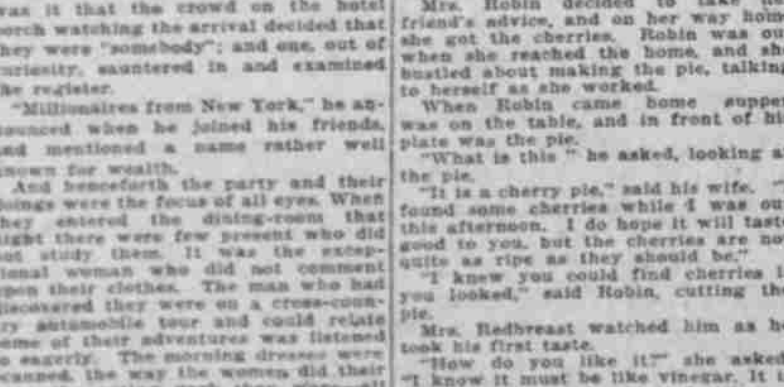 was it that the crowd on the hotel
porch watching the arrival decided that
they were "somebody"; and one, out of
curiosity, sauntered in and examined
the register.
"Millionaires from New York," he an-
nounced when he joined his friends,
and mentioned a name rather well
known for wealth.
And henceforth the party and their
doings were the focus of all eyes. When
they entered the dining-room that
night there were few present who did
not study them. It was the excep-
tional woman who did not comment
upon their clothes. The man who had
discovered they were on a cross-coun-
try automobile tour and could relate
some of their adventures was listened
to eagerly. The morning dresses were
scanned, the way the women did their
Mrs. Robin decided to take
friend's advice, and on her way home
she got the cherries. Robin was out
when she reached the home, and she
bustled about making the pie, talking
to herself as she worked.
When Robin came home supper
was on the table, and in front of his
plate was the pie.
"What is this " he asked, looking at
the pie.
"It is a cherry pie," said his wife.
found some cherries while I was out
this afternoon. I do hope it will taste
good to you, but the cherries are not
quite as ripe as they should be."
"I knew you could find cherries if
you looked," said Robin, cutting the
pie.
Mrs. Redbreast watched him as he
took his first taste.
"How do you like it?" she asked
"I know it must be like vinegar. It